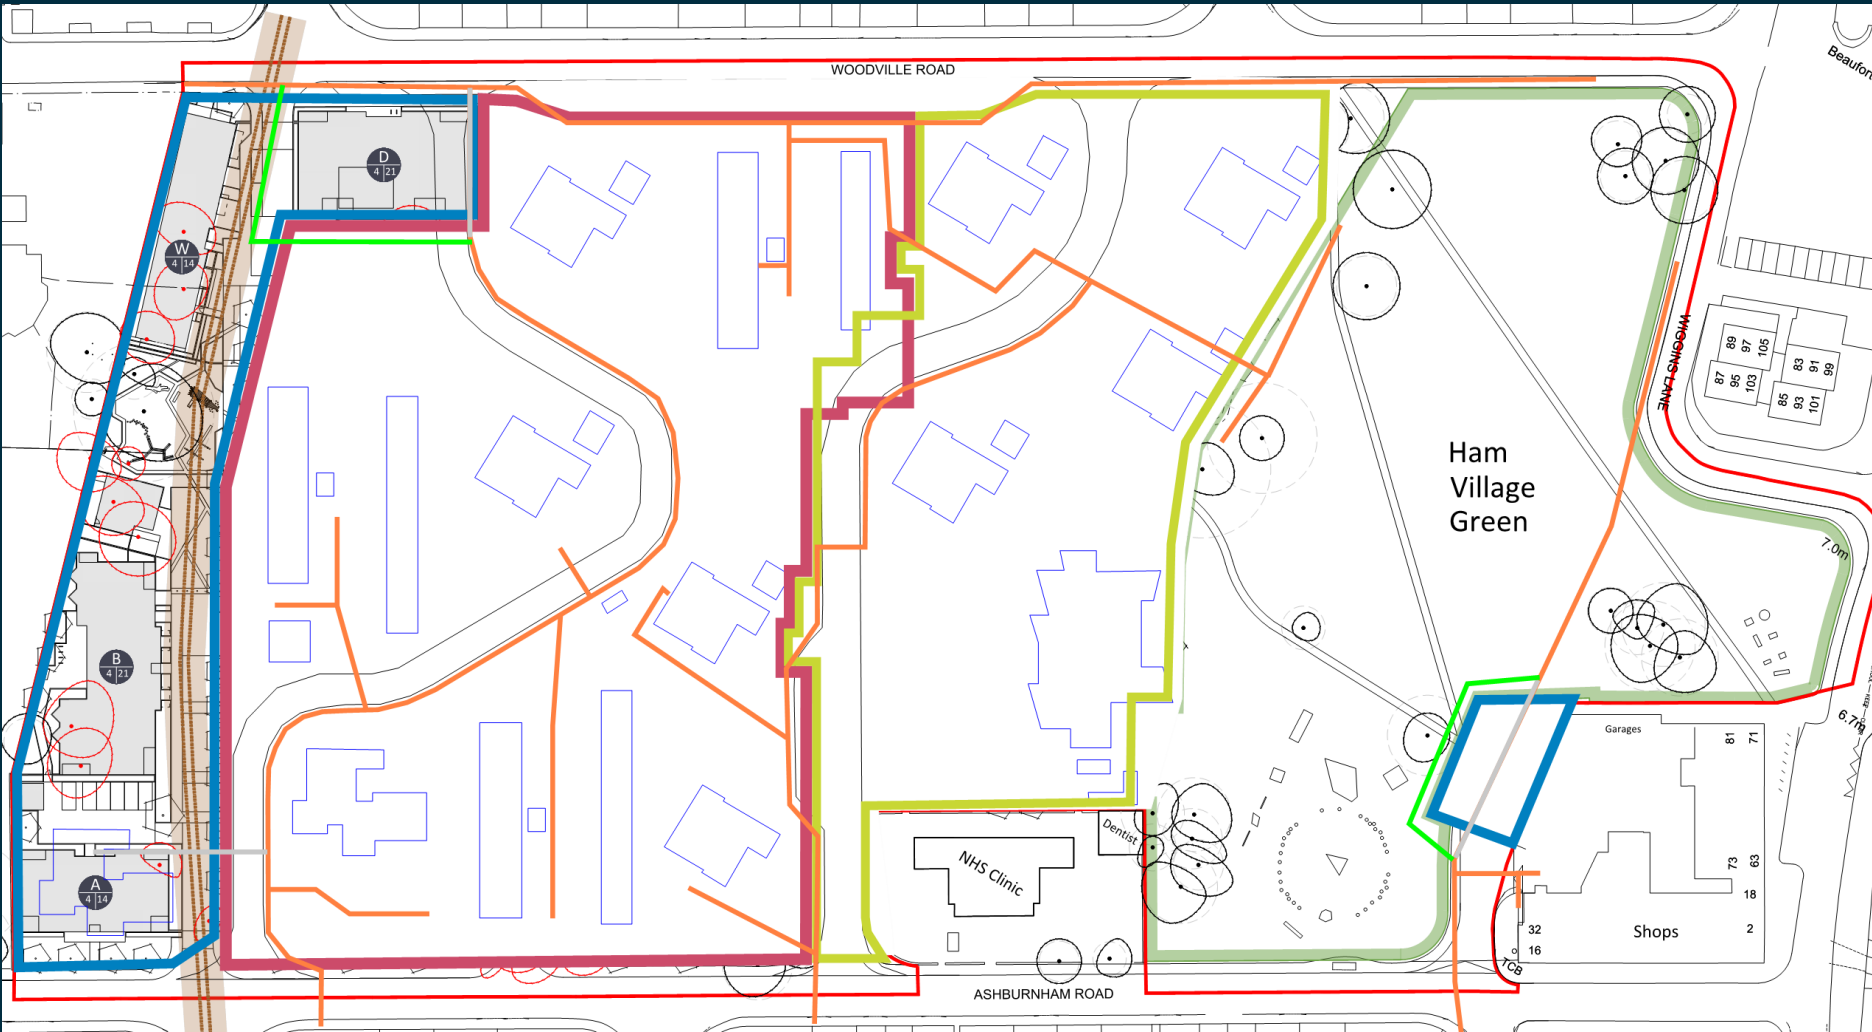 WOODVILLE ROAD
Beaufor
D
4 21
W
4 14
WIGGINS LANE
89
97
105
83
91
99
87
95
103
85
93
101
Ham
Village
Green
7.0m
B
4 21
6.7m
Garages
81
71
Dentist
NHS Clinic
73
63
A
4 14
18
32
Shops
2
16
TCB
ASHBURNHAM ROAD